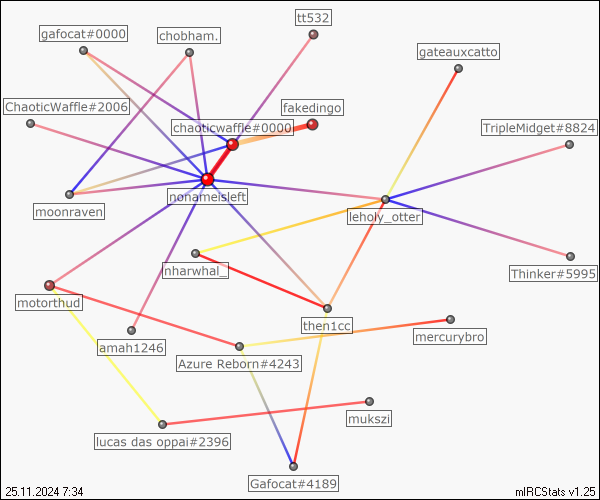 tt532
gafocat#0000
chobham.
gateauxcatto
ChaoticWaffle#2006
fakedingo
chaoticwaffle#0000
TripleMidget#8824
nonameisleft
moonraven
leholy_otter
nharwhal_
Thinker#5995
motorthud
then1cc
mercurybro
amah1246
Azure Reborn#4243
mukszi
lucas das oppai#2396
Gafocat#4189
25.11.2024 7:34
mIRCStats v1.25